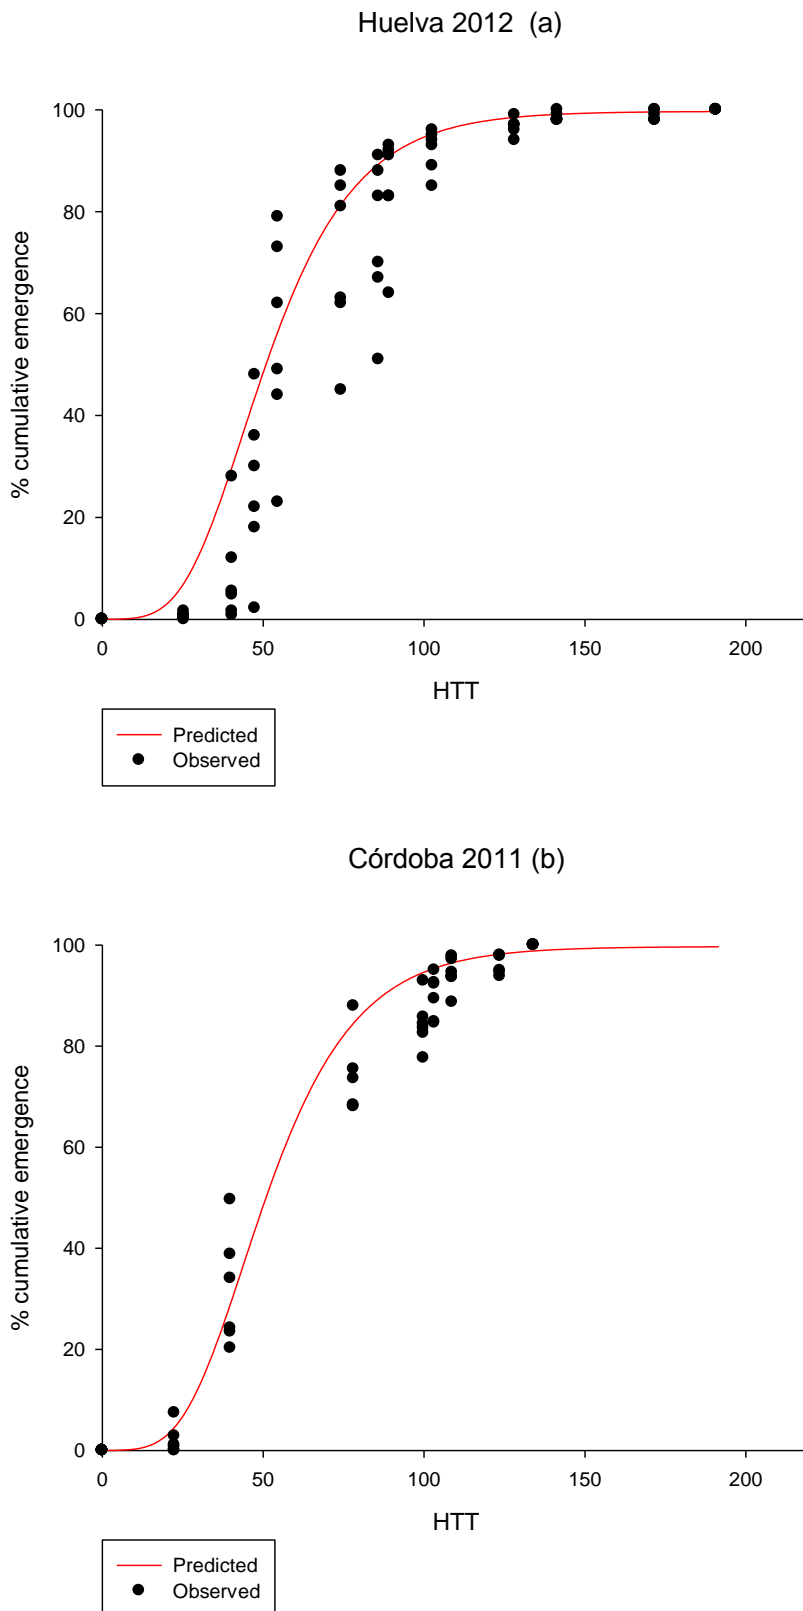 Huelva 2012 (a)
100
80
60
40
20
0
% cumulative emergence
0 50 100 150 200
HTT
Predicted
Observed
Córdoba 2011 (b)
100
80
60
40
20
0
% cumulative emergence
0 50 100 150 200
HTT
Predicted
Observed